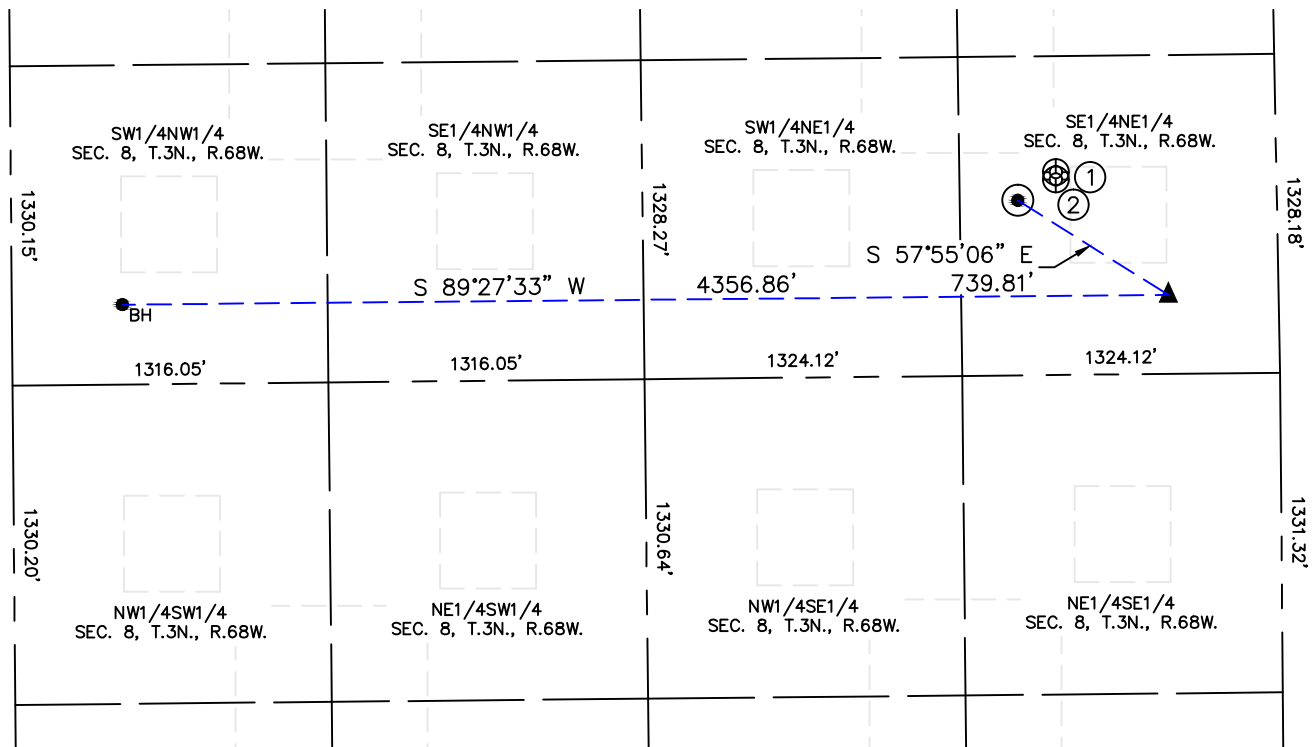 SW1/4NW1/4
SEC. 8, T.3N., R.68W.
SE1/4NW1/4
SEC. 8, T.3N., R.68W.
SW1/4NE1/4
SEC. 8, T.3N., R.68W.
SE1/4NE1/4
SEC. 8, T.3N., R.68W.
1330.15'
1328.27'
1328.18'
1
2
S 57°55'06" E
739.81'
S 89°27'33" W
4356.86'
BH
1316.05'
1316.05'
1324.12'
1324.12'
1330.20'
1330.64'
1331.32'
NW1/4SW1/4
SEC. 8, T.3N., R.68W.
NE1/4SW1/4
SEC. 8, T.3N., R.68W.
NW1/4SE1/4
SEC. 8, T.3N., R.68W.
NE1/4SE1/4
SEC. 8, T.3N., R.68W.